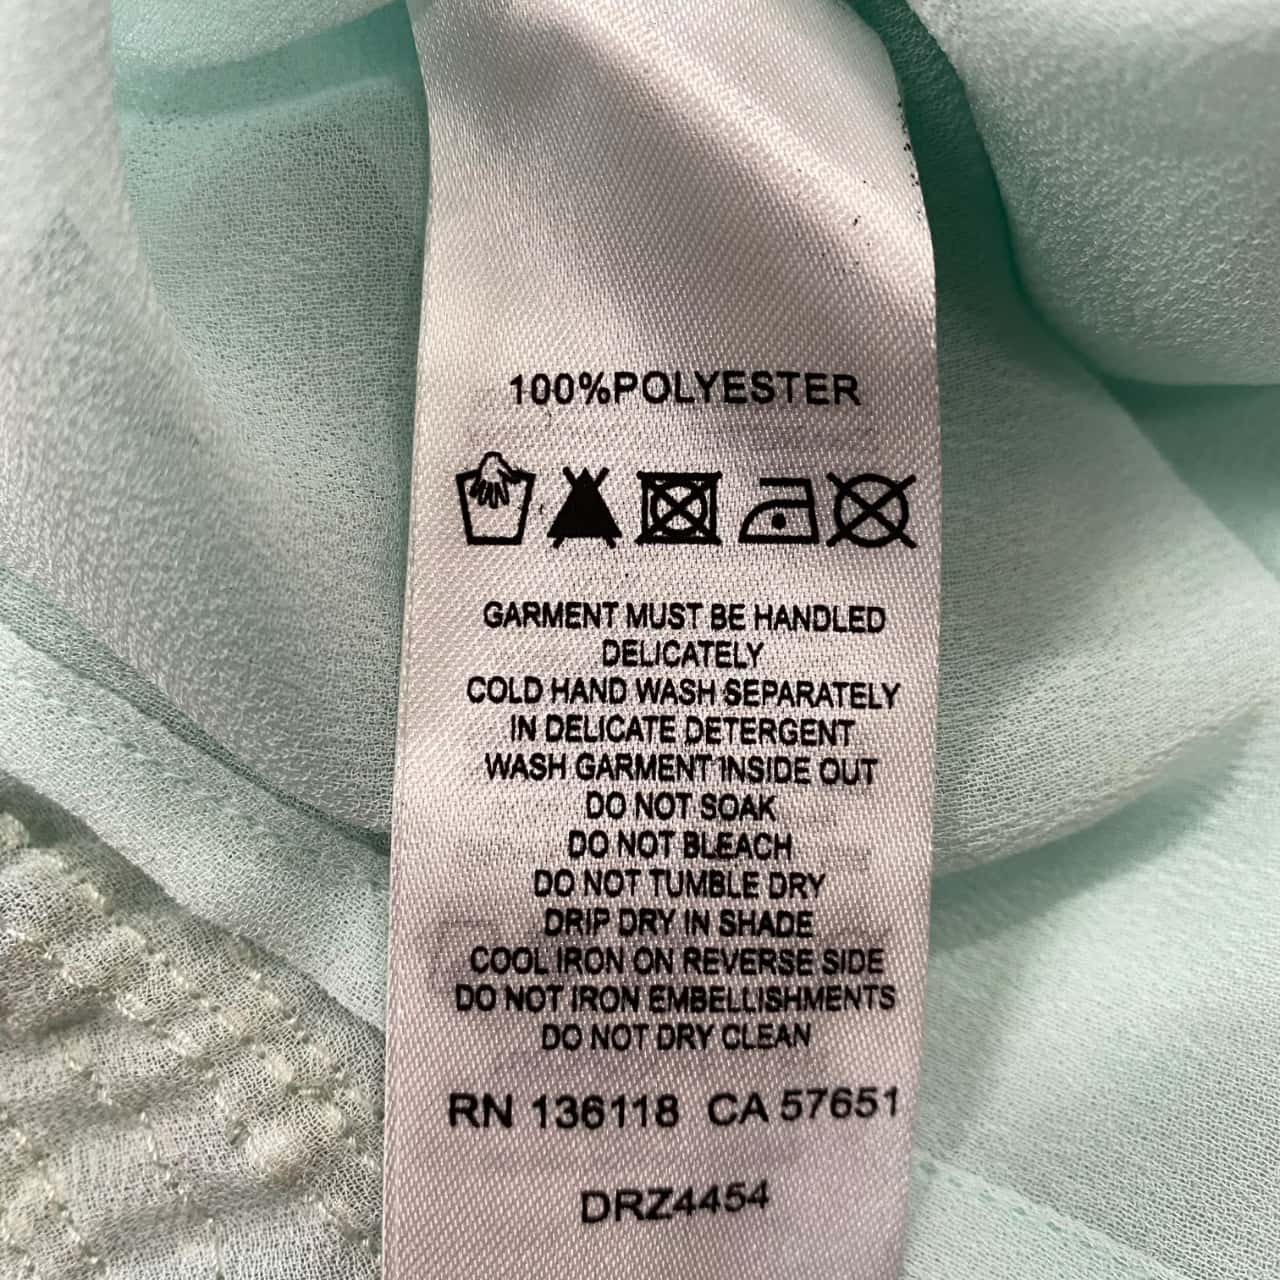 100%POLYESTER
GARMENT MUST BE HANDLED
DELICATELY
COLD HAND WASH SEPARATELY
IN DELICATE DETERGENT
WASH GARMENT INSIDE OUT
DO NOT SOAK
DO NOT BLEACH
DO NOT TUMBLE DRY
DRIP DRY IN SHADE
COOL IRON ON REVERSE SIDE
DO NOT IRON EMBELLISHMENTS
DO NOT DRY CLEAN
RN 136118 CA 57651
DRZ4454